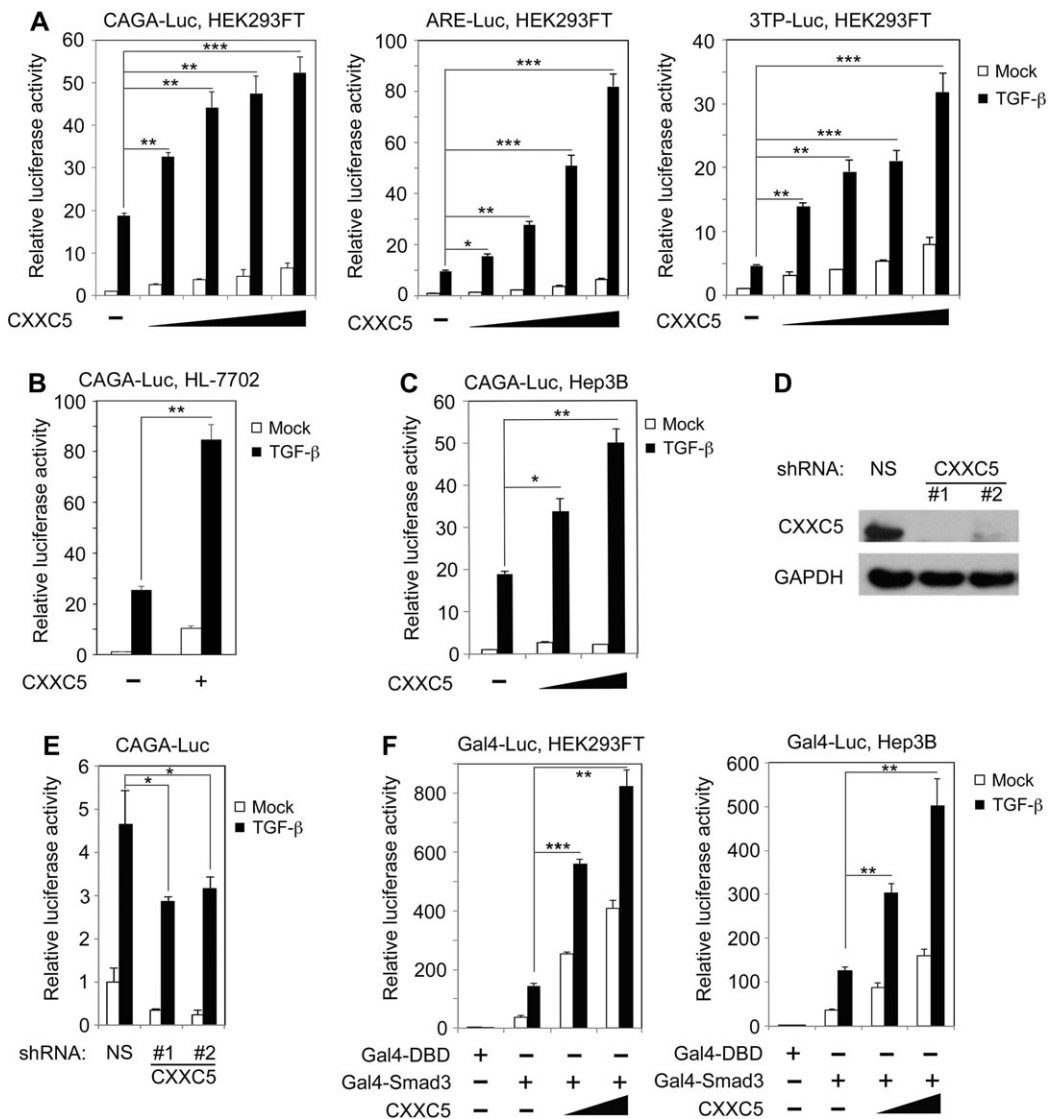 A
CAGA-Luc, HEK293FT
Relative luciferase activity
60
50
40
30
20
10
0
**
**
**
***
CXXC5
–
ARE-Luc, HEK293FT
Relative luciferase activity
100
80
60
40
20
0
*
**
***
***
CXXC5
–
3TP-Luc, HEK293FT
Relative luciferase activity
40
30
20
10
0
**
**
***
***
CXXC5
–
Mock
TGF-β
B
CAGA-Luc, HL-7702
Relative luciferase activity
100
80
60
40
20
0
**
Mock
TGF-β
CXXC5
– +
C
CAGA-Luc, Hep3B
Relative luciferase activity
60
50
40
30
20
10
0
*
**
Mock
TGF-β
CXXC5
–
D
shRNA: NS CXXC5
#1 #2
CXXC5
GAPDH
E
CAGA-Luc
Relative luciferase activity
6
5
4
3
2
1
0
*
*
Mock
TGF-β
shRNA: NS #1 #2
CXXC5
F
Gal4-Luc, HEK293FT
Relative luciferase activity
800
600
400
200
0
***
**
Gal4-DBD + – – –
Gal4-Smad3 – + + +
CXXC5 – –
Gal4-Luc, Hep3B
Relative luciferase activity
600
500
400
300
200
100
0
**
**
Mock
TGF-β
Gal4-DBD + – – –
Gal4-Smad3 – + + +
CXXC5 – –